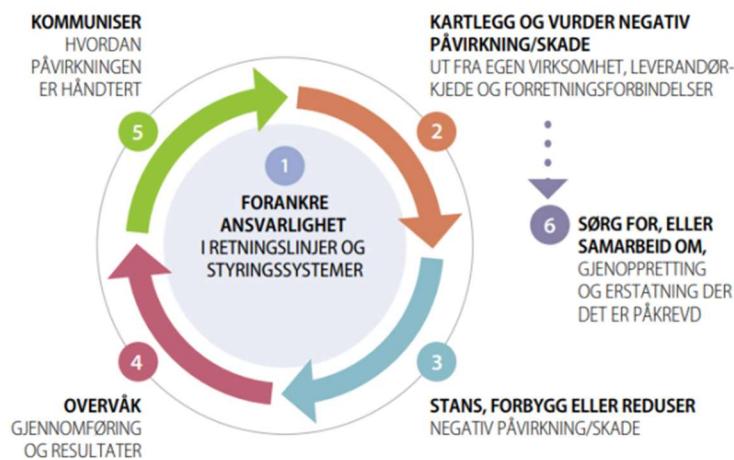 1
FORANKRE
ANSVARLIGHET
I RETNINGSLINJER OG
STYRINGSSYSTEMER
2
KARTLEGG OG VURDER NEGATIV
PÅVIRKNING/SKADE
UT FRA EGEN VIRKSOMHET, LEVERANDØR-
KJEDE OG FORRETNINGSFORBINDELSER
3
STANS, FORBYGG ELLER REDUSER
NEGATIV PÅVIRKNING/SKADE
4
OVERVÅK
GJENNOMFØRING
OG RESULTATER
5
KOMMUNISER
HVORDAN
PÅVIRKNINGEN
ER HÅNDTERT
6
SØRG FOR, ELLER
SAMARBEID OM,
GJENOPPRETTING
OG ERSTATNING DER
DET ER PÅKREVD